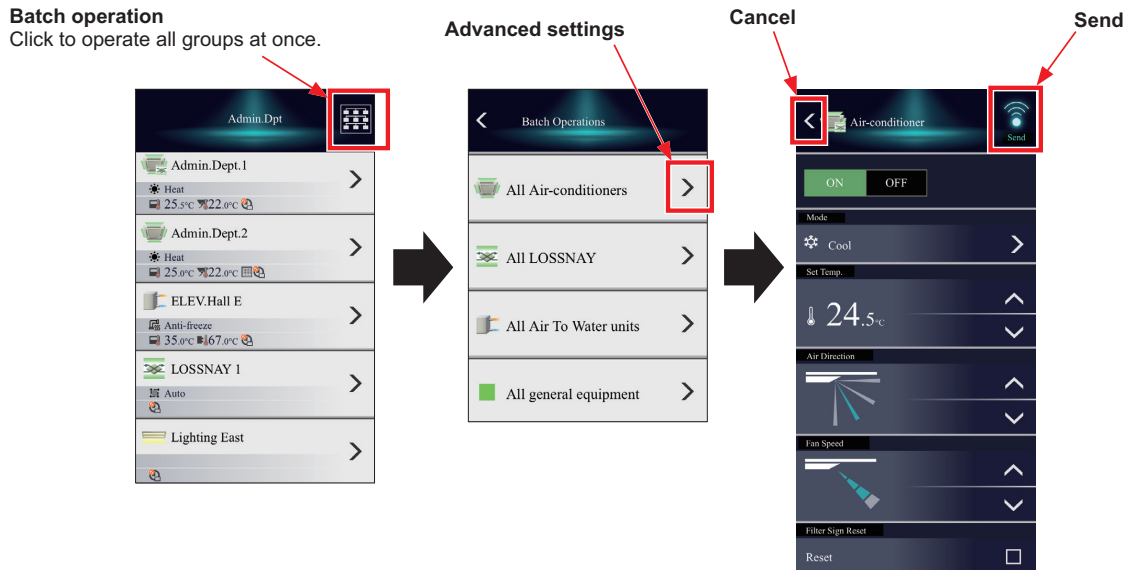 Batch operation
Click to operate all groups at once.
Advanced settings
Cancel
Send
Admin.Dpt
Admin.Dept.1
Heat
25.5°C 22.0°C
Admin.Dept.2
Heat
25.0°C 22.0°C
ELEV.Hall E
Anti-freeze
35.0°C 67.0°C
LOSSNAY 1
Auto
Lighting East
Batch Operations
All Air-conditioners
All LOSSNAY
All Air To Water units
All general equipment
Air-conditioner
Send
ON OFF
Mode
Cool
Set Temp.
24.5°C
Air Direction
Fan Speed
Filter Sign Reset
Reset